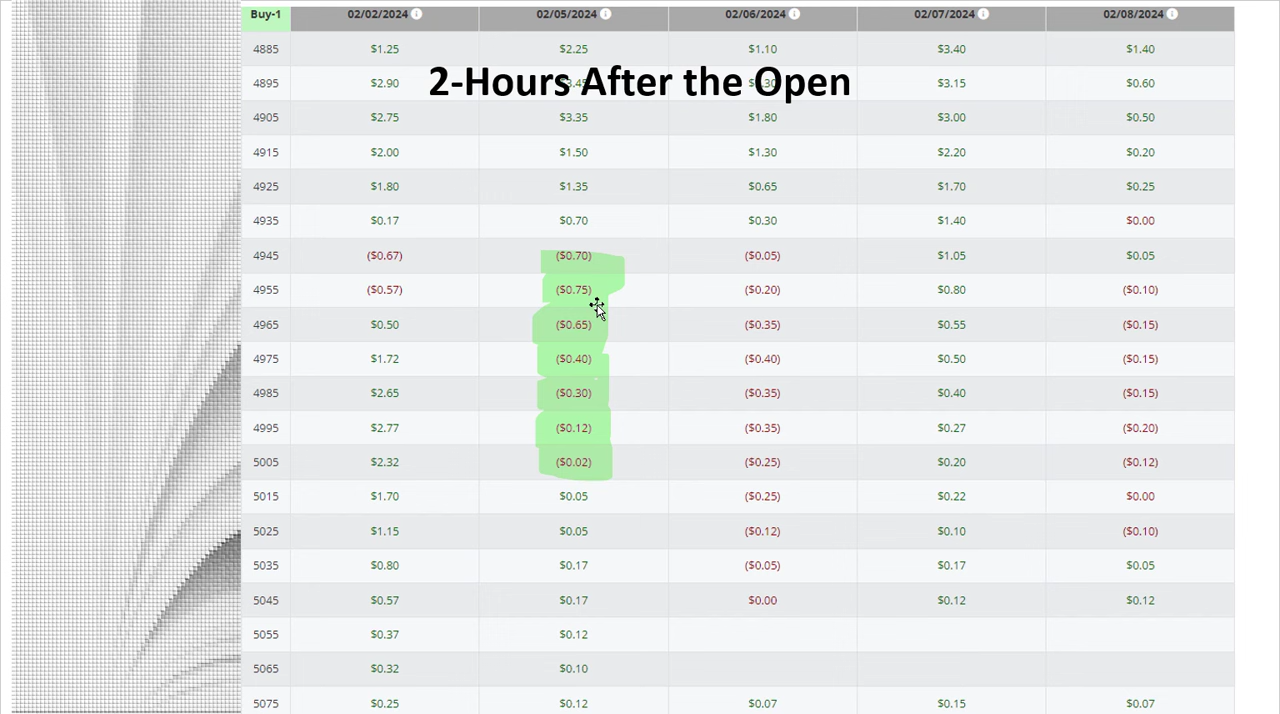 Buy-1 02/02/2024 02/05/2024 02/06/2024 02/07/2024 02/08/2024
4885 $1.25 $2.25 $1.10 $3.40 $1.40
2-Hours After the Open
4895 $2.90 $3.15 $0.60
4905 $2.75 $3.35 $1.80 $3.00 $0.50
4915 $2.00 $1.50 $1.30 $2.20 $0.20
4925 $1.80 $1.35 $0.65 $1.70 $0.25
4935 $0.17 $0.70 $0.30 $1.40 $0.00
4945 ($0.67) ($0.70) ($0.05) $1.05 $0.05
4955 ($0.57) ($0.75) ($0.20) $0.80 ($0.10)
4965 $0.50 ($0.65) ($0.35) $0.55 ($0.15)
4975 $1.72 ($0.40) ($0.40) $0.50 ($0.15)
4985 $2.65 ($0.30) ($0.35) $0.40 ($0.15)
4995 $2.77 ($0.12) ($0.35) $0.27 ($0.20)
5005 $2.32 ($0.02) ($0.25) $0.20 ($0.12)
5015 $1.70 $0.05 ($0.25) $0.22 $0.00
5025 $1.15 $0.05 ($0.12) $0.10 ($0.10)
5035 $0.80 $0.17 ($0.05) $0.17 $0.05
5045 $0.57 $0.17 $0.00 $0.12 $0.12
5055 $0.37 $0.12
5065 $0.32 $0.10
5075 $0.25 $0.12 $0.07 $0.15 $0.07